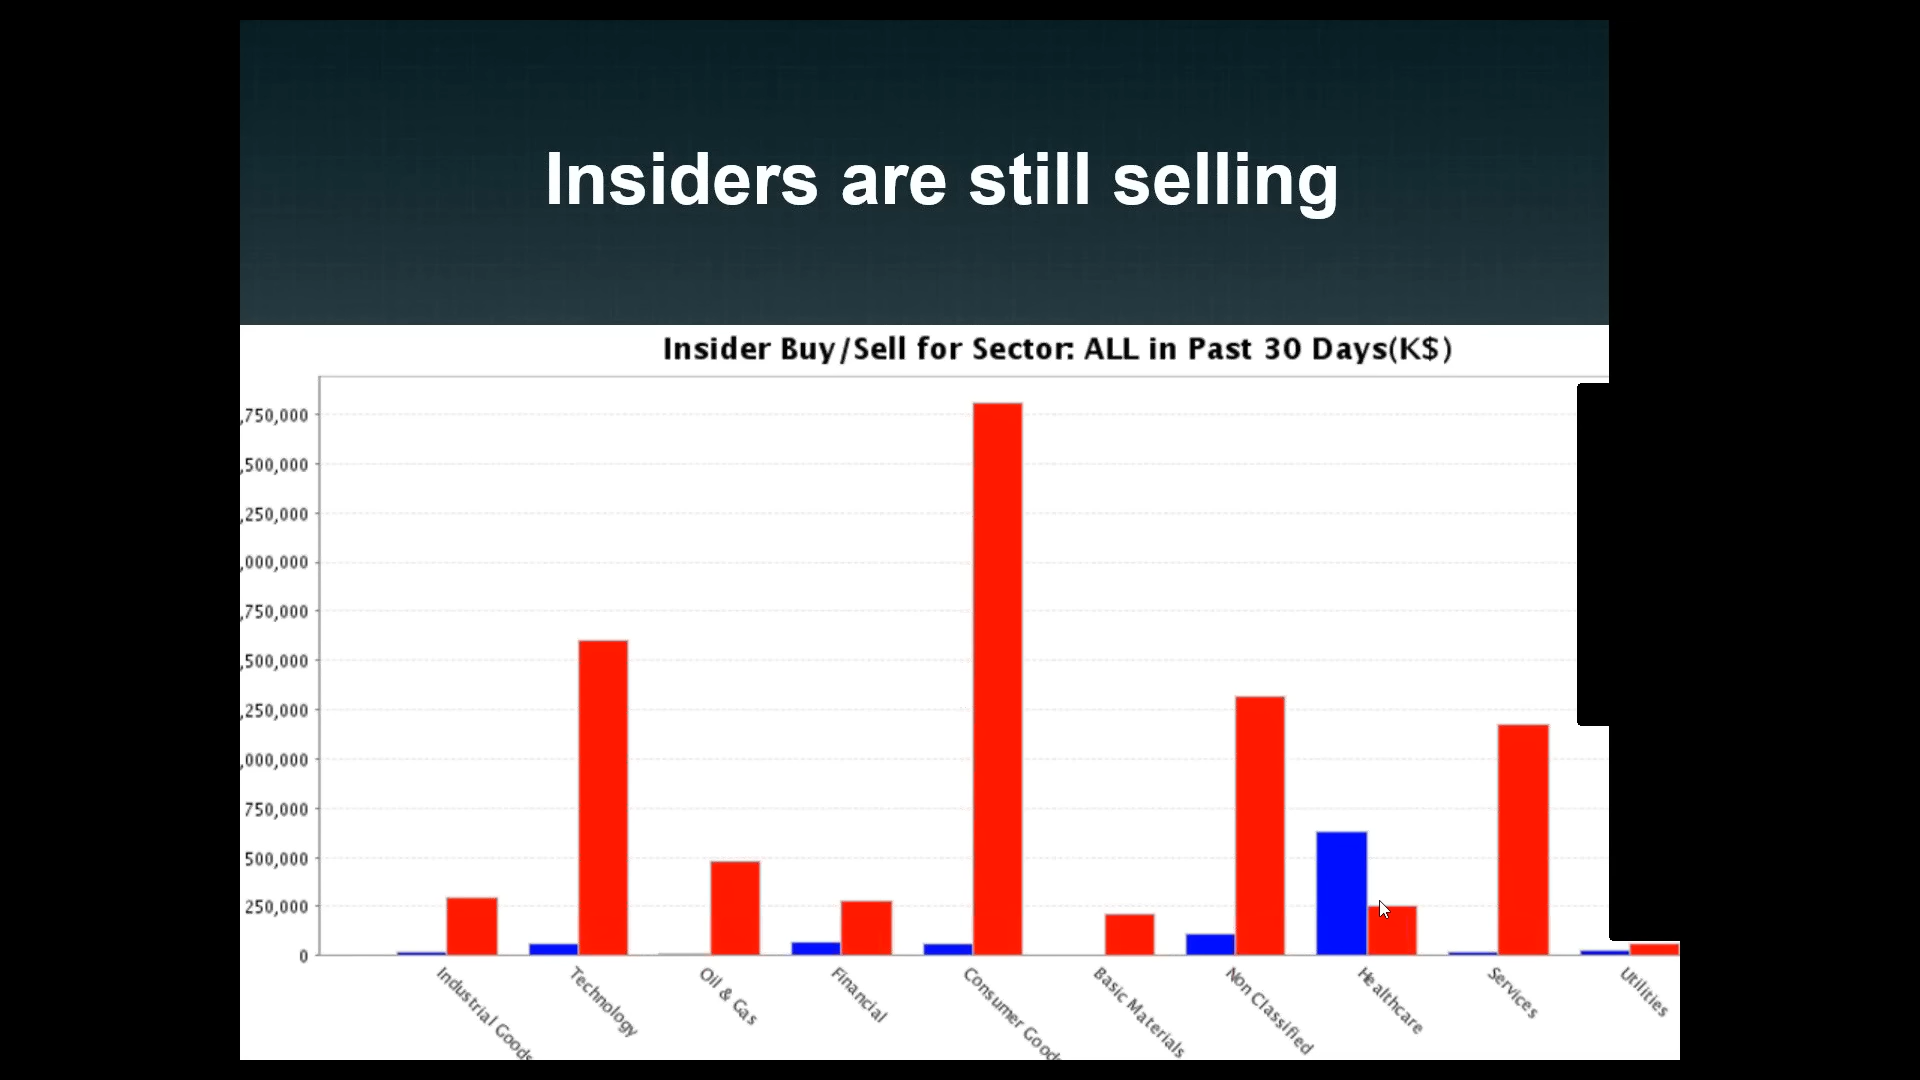 Insiders are still selling
Insider Buy/Sell for Sector: ALL in Past 30 Days(K$)
,750,000
,500,000
,250,000
,000,000
,750,000
,500,000
,250,000
,000,000
750,000
500,000
250,000
0
Industrial Goods
Technology
Oil & Gas
Financial
Consumer Good
Basic Materials
Non Classified
Healthcare
Services
Utilities